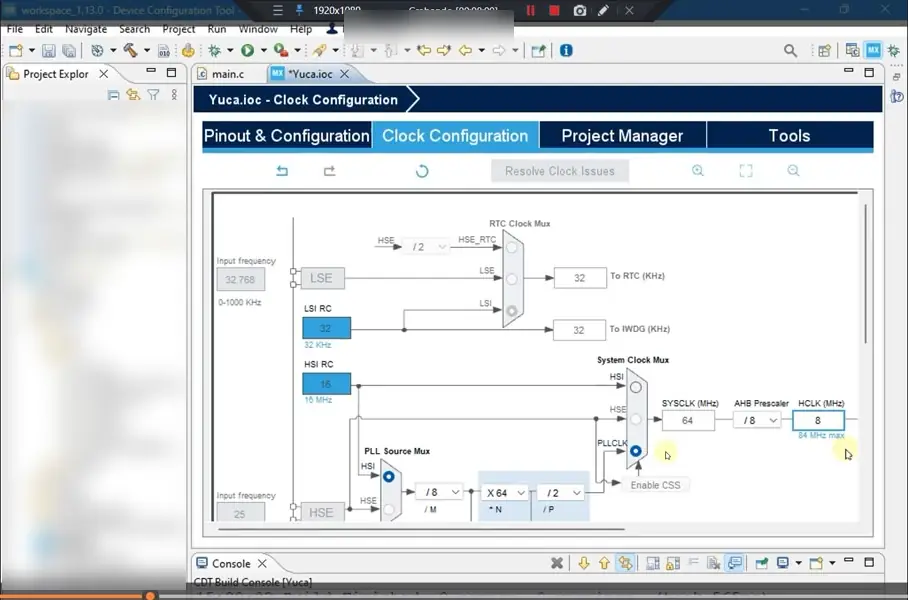 workspace_1.13.0 - Device Configuration Tool
1920x1080
File Edit Navigate Search Project Run Window Help
Project Explor
main.c
MX *Yuca.ioc
MX
Yuca.ioc - Clock Configuration
Pinout & Configuration
Clock Configuration
Project Manager
Tools
Resolve Clock Issues
RTC Clock Mux
HSE
/ 2
HSE_RTC
Input frequency
32.768
LSE
LSE
32
To RTC (KHz)
0-1000 KHz
LSI RC
LSI
32
32
To IWDG (KHz)
32 KHz
HSI RC
System Clock Mux
16
HSI
16 MHz
SYSCLK (MHz)
AHB Prescaler
HCLK (MHz)
HSE
64
/ 8
8
84 MHz max
PLLCLK
PLL Source Mux
HSI
Enable CSS
/ 8
X 64
/ 2
Input frequency
HSE
/ M
* N
/ P
25
HSE
Console
CDT Build Console [Yuca]